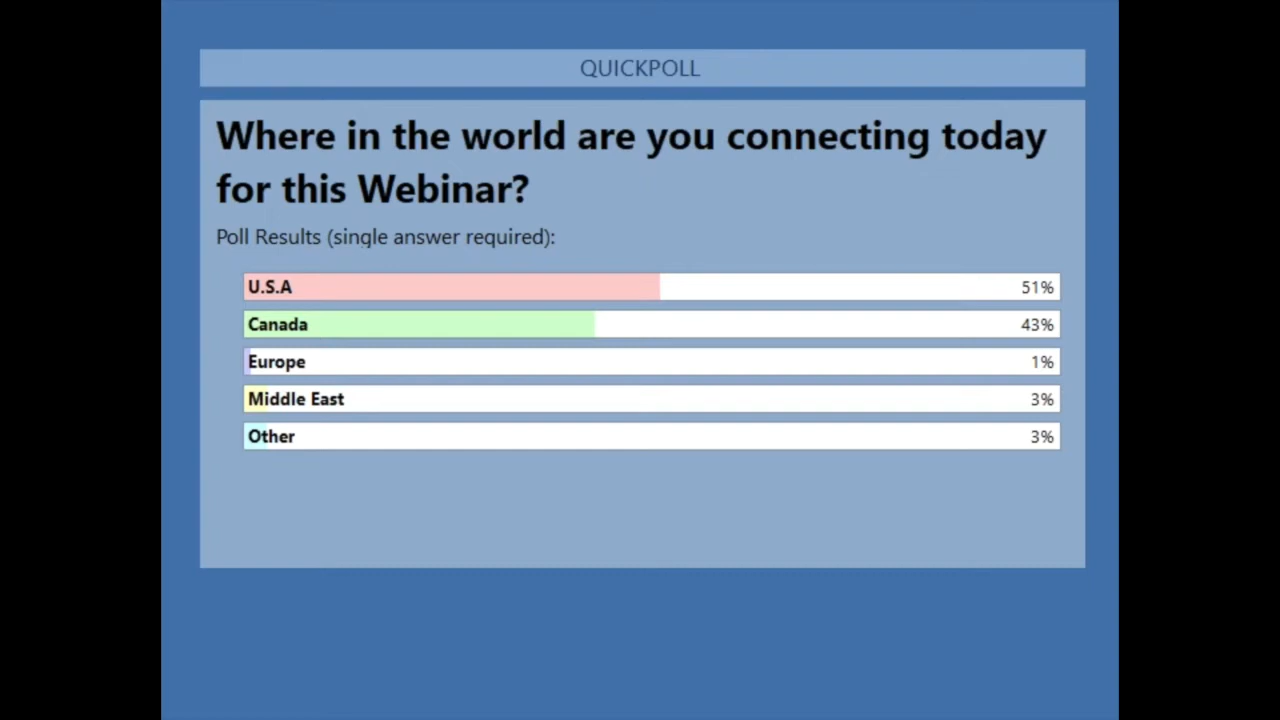 QUICKPOLL
Where in the world are you connecting today
for this Webinar?
Poll Results (single answer required):
U.S.A 51%
Canada 43%
Europe 1%
Middle East 3%
Other 3%